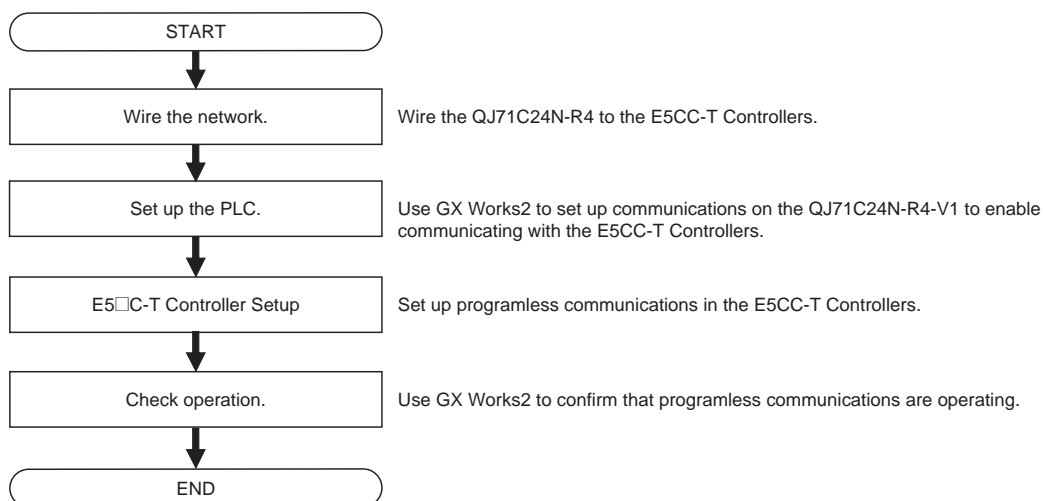 START
Wire the network.
Wire the QJ71C24N-R4 to the E5CC-T Controllers.
Set up the PLC.
Use GX Works2 to set up communications on the QJ71C24N-R4-V1 to enable
communicating with the E5CC-T Controllers.
E5□C-T Controller Setup
Set up programless communications in the E5CC-T Controllers.
Check operation.
Use GX Works2 to confirm that programless communications are operating.
END